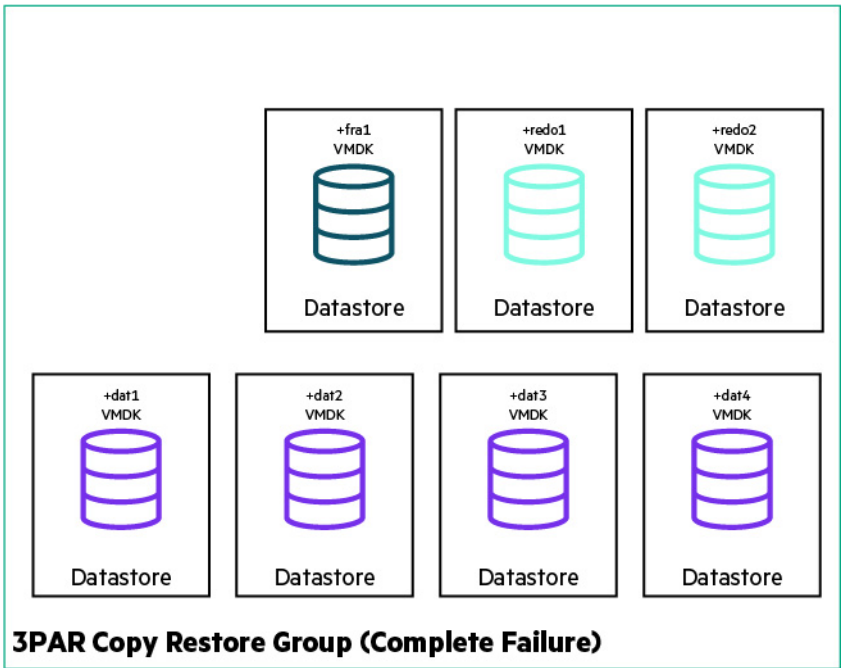 +fra1
VMDK
Datastore
+redo1
VMDK
Datastore
+redo2
VMDK
Datastore
+dat1
VMDK
Datastore
+dat2
VMDK
Datastore
+dat3
VMDK
Datastore
+dat4
VMDK
Datastore
3PAR Copy Restore Group (Complete Failure)